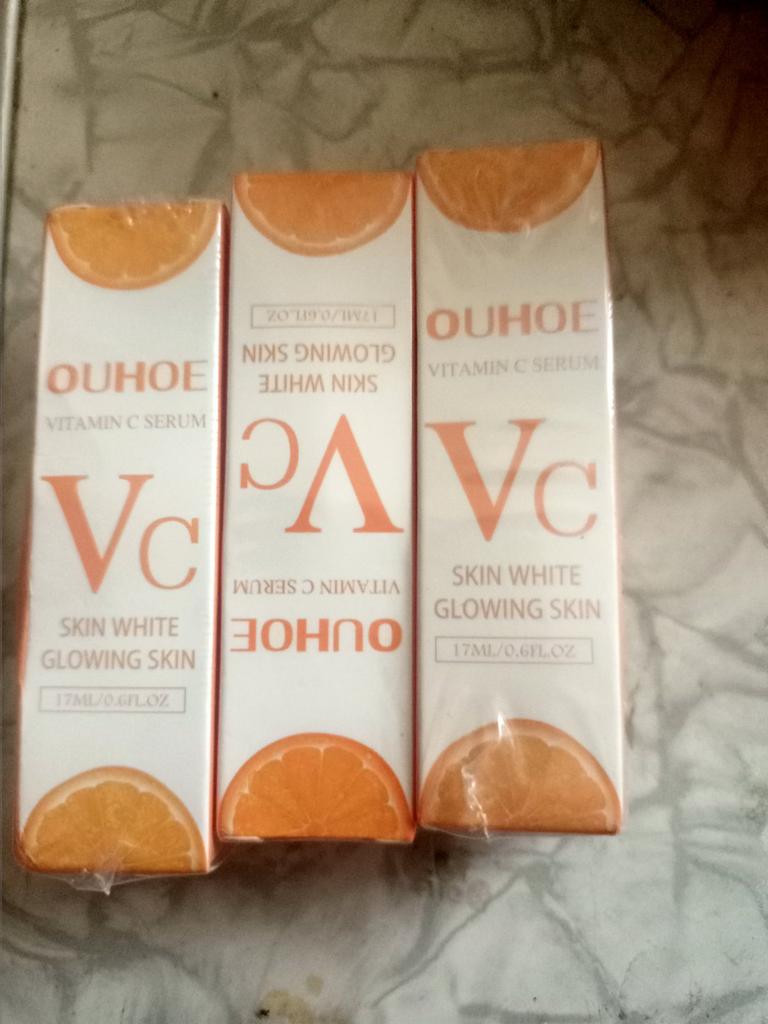 OUHOE
VITAMIN C SERUM
VC
SKIN WHITE
GLOWING SKIN
17ML/0.6FL.OZ
OUHOE
VITAMIN C SERUM
VC
SKIN WHITE
GLOWING SKIN
17ML/0.6FL.OZ
OUHOE
VITAMIN C SERUM
VC
SKIN WHITE
GLOWING SKIN
17ML/0.6FL.OZ